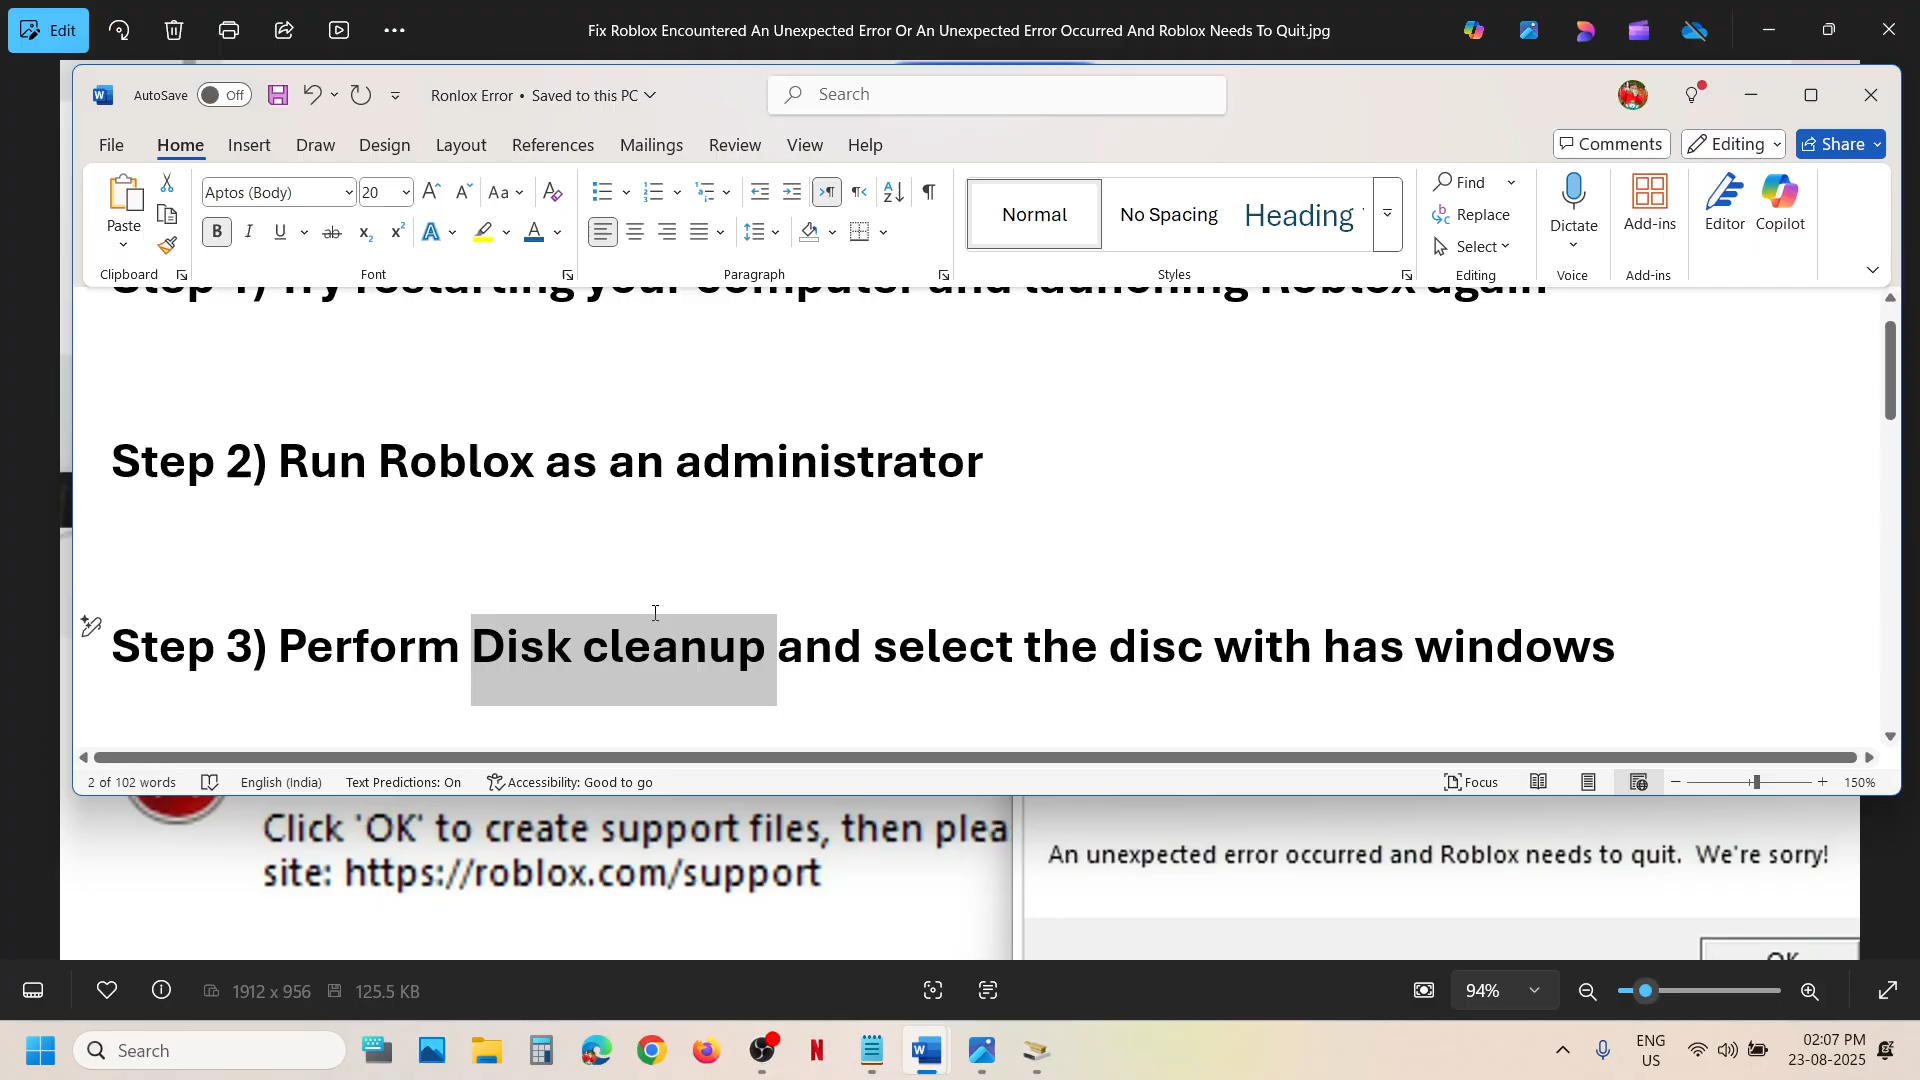 Edit
Fix Roblox Encountered An Unexpected Error Or An Unexpected Error Occurred And Roblox Needs To Quit.jpg
AutoSave Off
Ronlox Error • Saved to this PC
Search
File Home Insert Draw Design Layout References Mailings Review View Help
Comments Editing Share
Paste
Clipboard
Aptos (Body) 20
Aa
B I U ab x₂ x² A A
Font
Paragraph
Normal No Spacing Heading
Styles
Find
Replace
Select
Editing
Dictate
Voice
Add-ins
Add-ins
Editor Copilot
Step 1) Try restarting your computer and launching Roblox again
Step 2) Run Roblox as an administrator
Step 3) Perform Disk cleanup and select the disc with has windows
2 of 102 words English (India) Text Predictions: On Accessibility: Good to go
Focus 150%
Click 'OK' to create support files, then plea
site: https://roblox.com/support
An unexpected error occurred and Roblox needs to quit. We're sorry!
OK
1912 x 956 125.5 KB
94%
Search
ENG
US
02:07 PM
23-08-2025